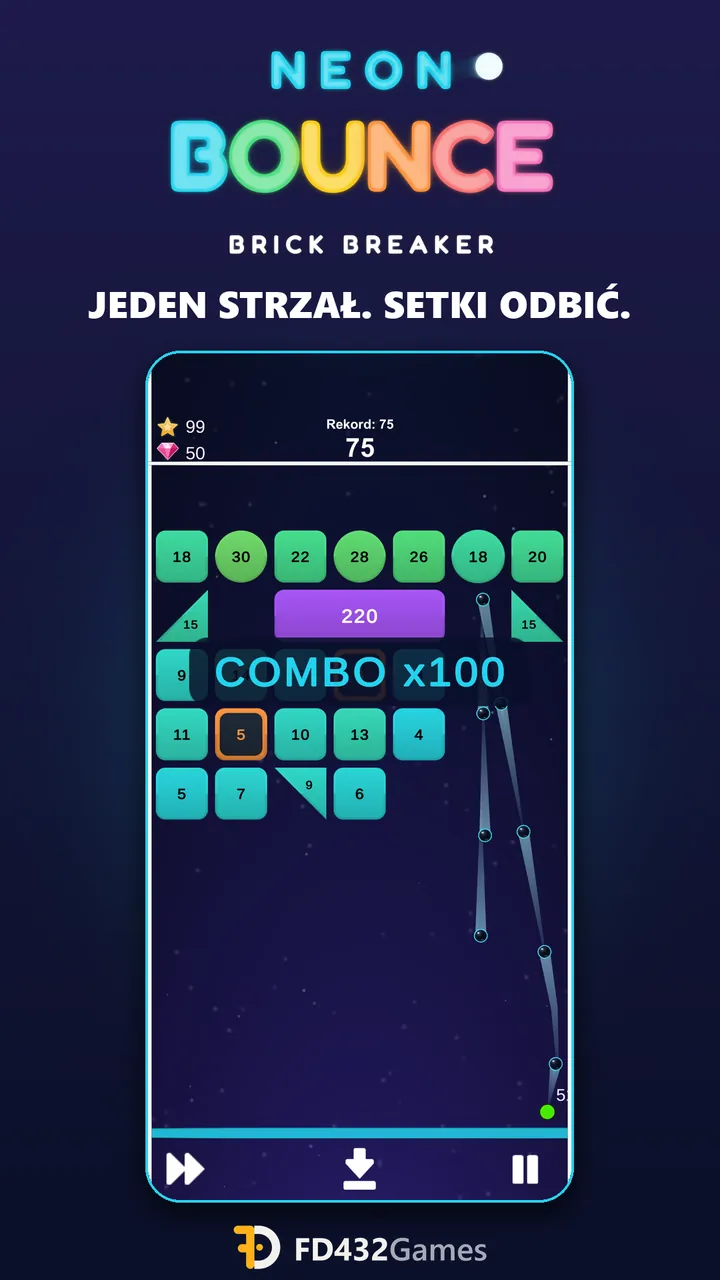 NEON
BOUNCE
BRICK BREAKER
JEDEN STRZAŁ. SETKI ODBIĆ.
99
Rekord: 75
50
75
18 30 22 28 26 18 20
15 220 15
9
COMBO x100
11 5 10 13 4
5 7 9 6
FD432Games